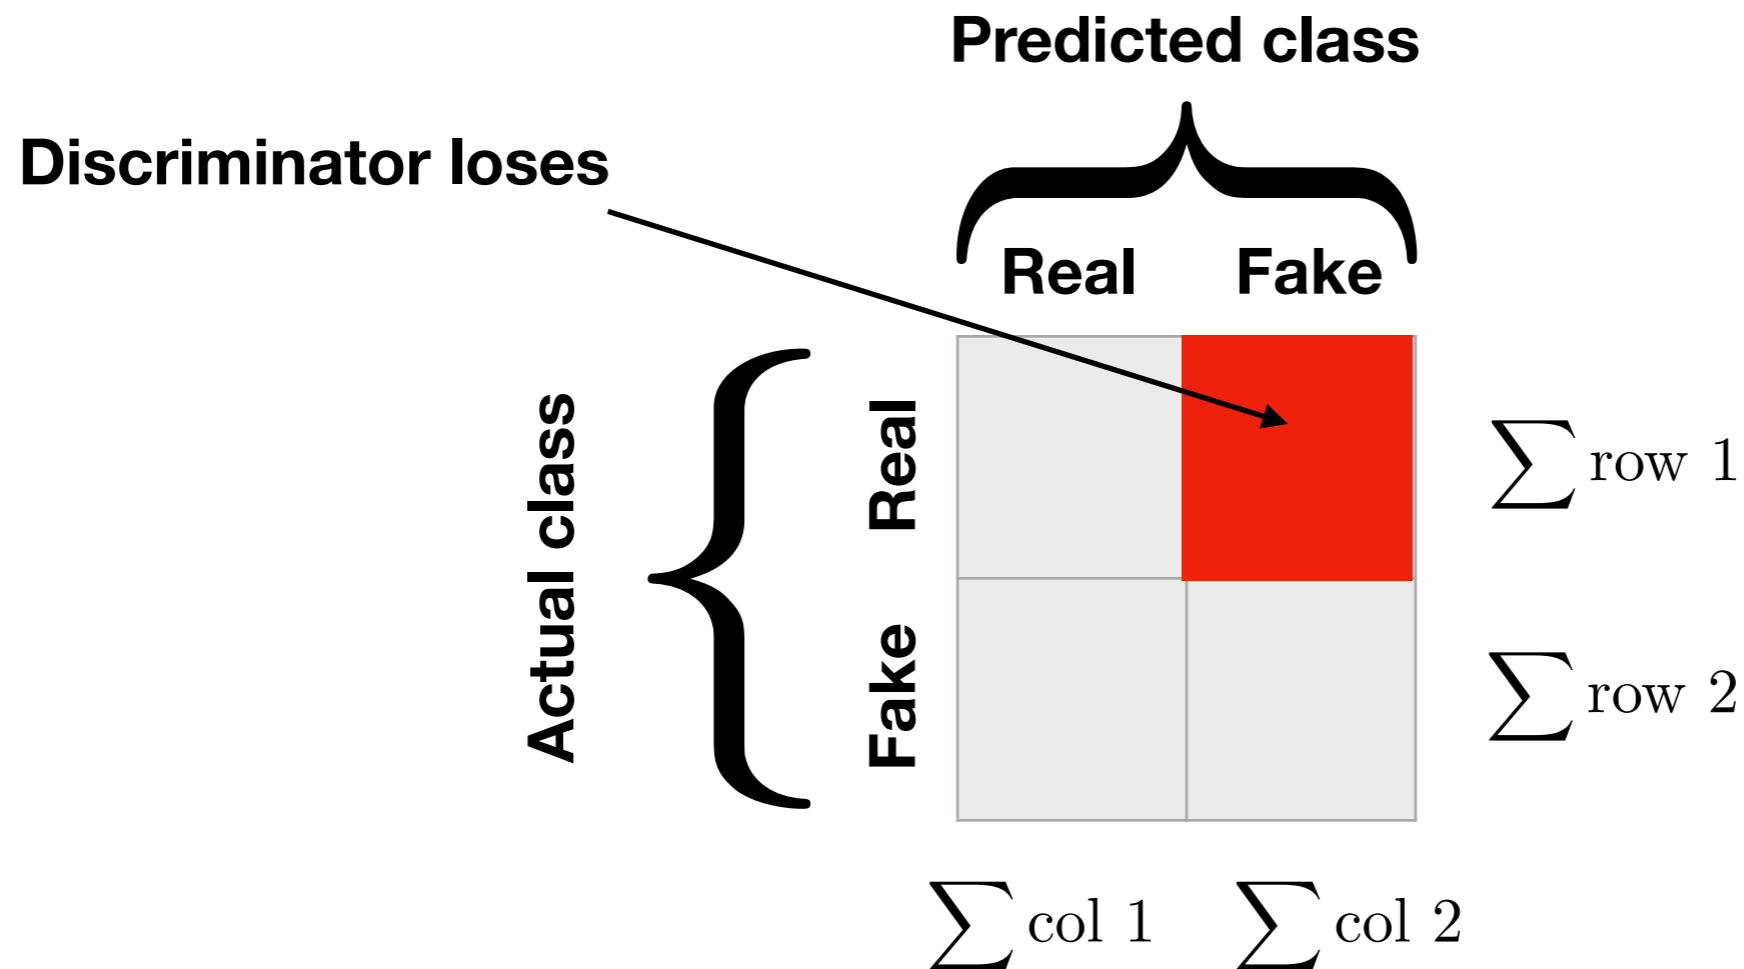 Predicted class
Discriminator loses
Real Fake
Actual class
Real
∑ row 1
Fake
∑ row 2
∑ col 1 ∑ col 2